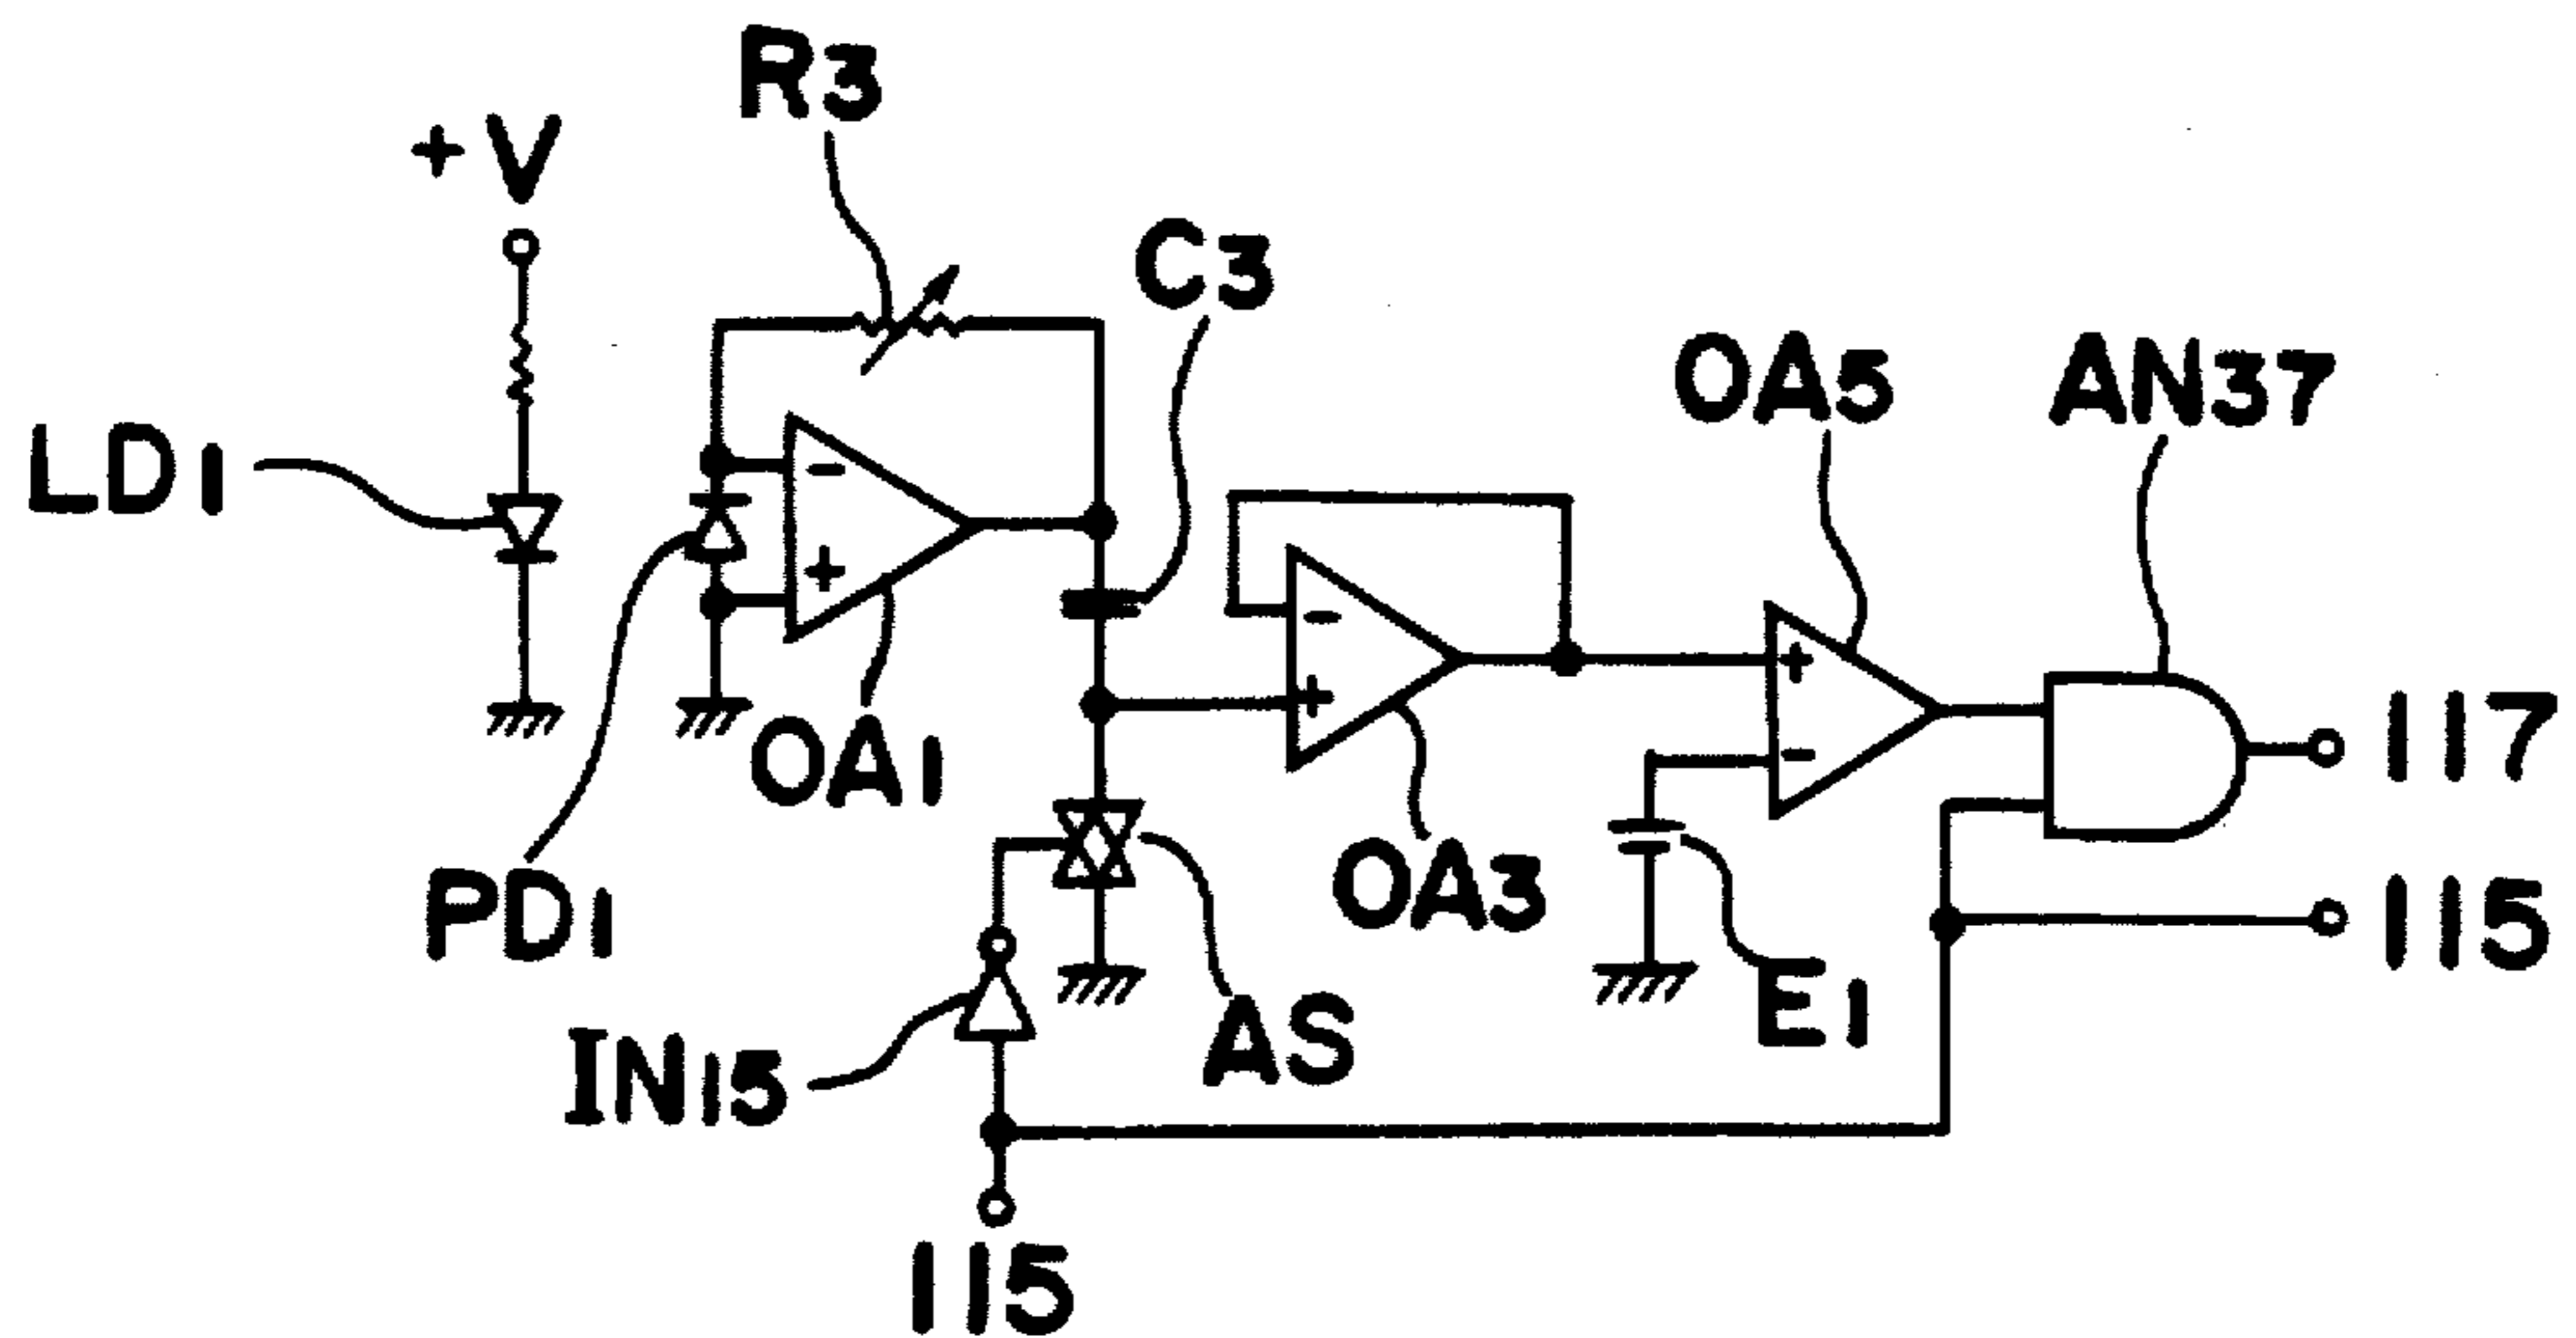 R3
+V
C3
OA5
AN37
LD1
-
+
OA1
-
+
+
-
117
PD1
OA3
115
E1
AS
IN15
115